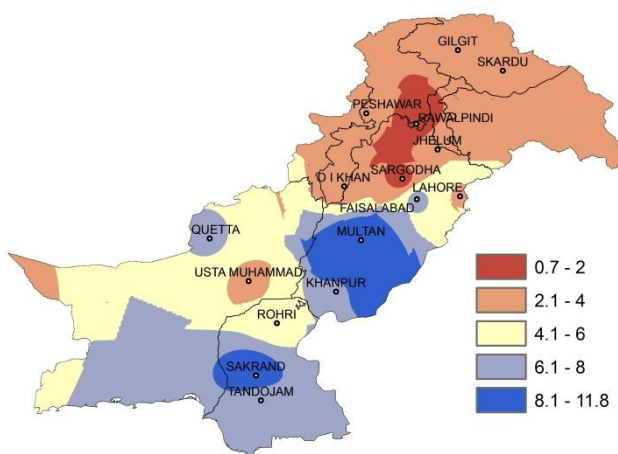 GILGIT
SKARDU
PESHAWAR
RAWALPINDI
JHELUM
SARGODHA
D I KHAN
LAHORE
FAISALABAD
QUETTA
MULTAN
USTA MUHAMMAD
KHANPUR
ROHRI
SAKRAND
TANDOJAM
0.7 - 2
2.1 - 4
4.1 - 6
6.1 - 8
8.1 - 11.8